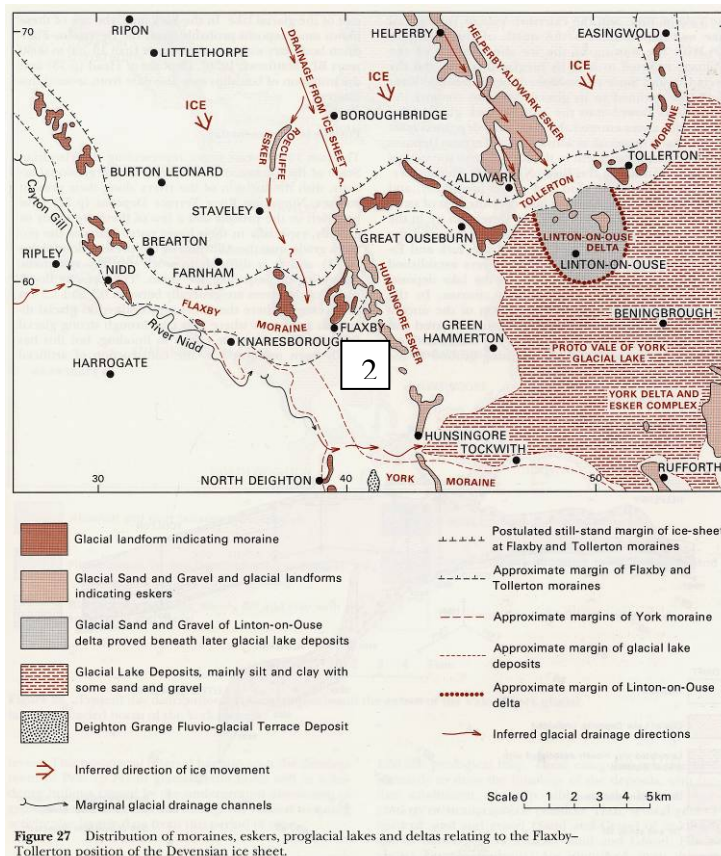 70
RIPON
LITTLETHORPE
ICE
DRAINAGE FROM ICE SHEET
HELPERBY
ICE
HELPERBY-ALDWARK ESKER
ICE
EASINGWOLD
MORAINE
BOROUGHBRIDGE
ROECLIFFE ESKER
BURTON LEONARD
?
ALDWARK
TOLLERTON
TOLLERTON
Cayton Gill
STAVELEY
GREAT OUSEBURN
LINTON-ON-OUSE DELTA
LINTON-ON-OUSE
RIPLEY
BREARTON
?
60
NIDD
FARNHAM
HUNSINGORE ESKER
FLAXBY
MORAINE
FLAXBY
GREEN HAMMERTON
BENINGBROUGH
River Nidd
KNARESBOROUGH
PROTO VALE OF YORK GLACIAL LAKE
HARROGATE
2
YORK DELTA AND ESKER COMPLEX
HUNSINGORE
TOCKWITH
RUFFORTH
30
NORTH DEIGHTON
40
YORK
MORAINE
50
Glacial landform indicating moraine
Glacial Sand and Gravel and glacial landforms
indicating eskers
Glacial Sand and Gravel of Linton-on-Ouse
delta proved beneath later glacial lake deposits
Glacial Lake Deposits, mainly silt and clay with
some sand and gravel
Deighton Grange Fluvio-glacial Terrace Deposit
Inferred direction of ice movement
Marginal glacial drainage channels
Postulated still-stand margin of ice-sheet
at Flaxby and Tollerton moraines
Approximate margin of Flaxby and
Tollerton moraines
Approximate margins of York moraine
Approximate margin of glacial lake
deposits
Approximate margin of Linton-on-Ouse
delta
Inferred glacial drainage directions
Scale 0 1 2 3 4 5km
Figure 27 Distribution of moraines, eskers, proglacial lakes and deltas relating to the Flaxby–
Tollerton position of the Devensian ice sheet.